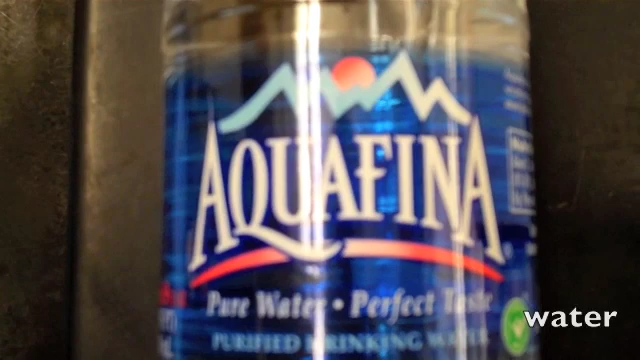 AQUAFINA
Pure Water • Perfect Taste
PURIFIED DRINKING WATER
water